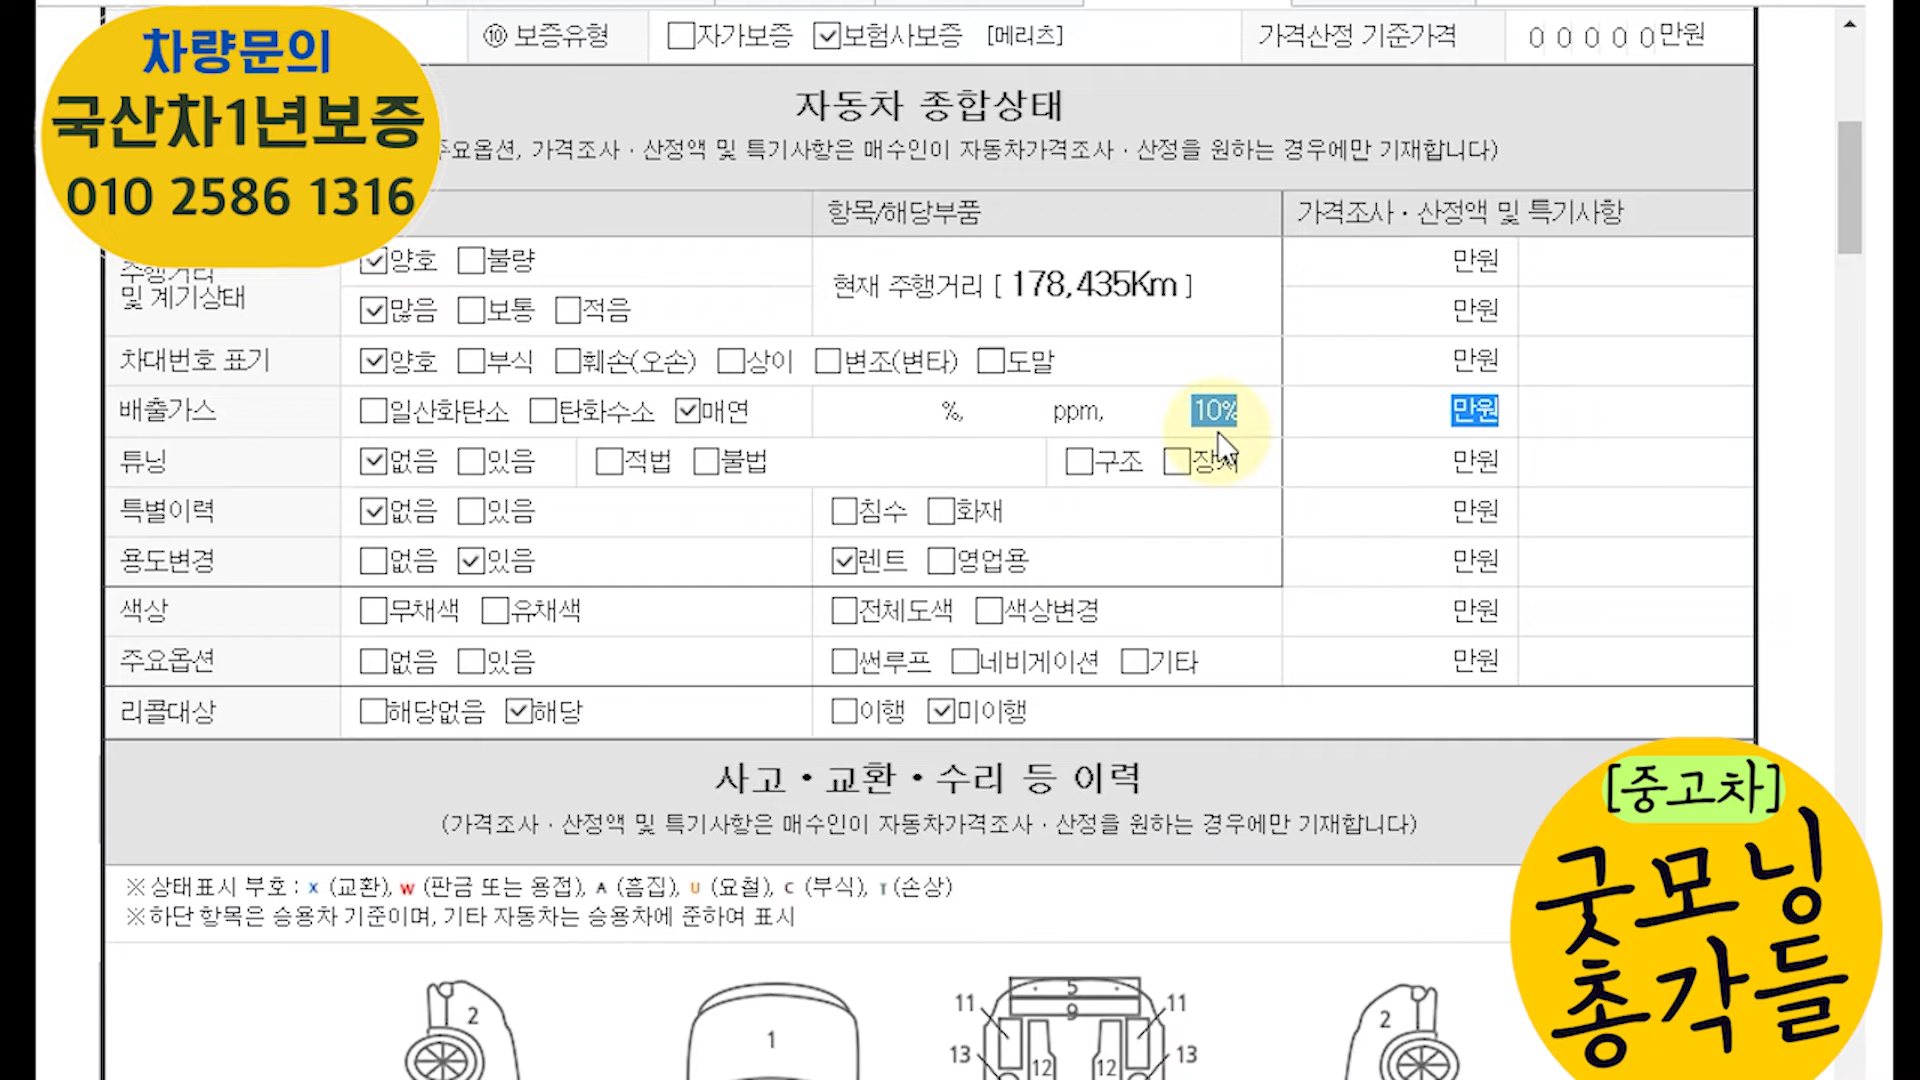 차량문의
국산차1년보증
010 2586 1316
⑩ 보증유형 자가보증 보험사보증 [메리츠] 가격산정 기준가격 0 0 0 0 0 만원
자동차 종합상태
주요옵션, 가격조사 · 산정액 및 특기사항은 매수인이 자동차가격조사 · 산정을 원하는 경우에만 기재합니다)
항목/해당부품 가격조사 · 산정액 및 특기사항
주행거리
및 계기상태
양호 불량 현재 주행거리 [ 178,435Km ] 만원
많음 보통 적음 만원
차대번호 표기 양호 부식 훼손(오손) 상이 변조(변타) 도말 만원
배출가스 일산화탄소 탄화수소 매연 %, ppm, 10% 만원
튜닝 없음 있음 적법 불법 구조 장치 만원
특별이력 없음 있음 침수 화재 만원
용도변경 없음 있음 렌트 영업용 만원
색상 무채색 유채색 전체도색 색상변경 만원
주요옵션 없음 있음 썬루프 네비게이션 기타 만원
리콜대상 해당없음 해당 이행 미이행
사고 • 교환 • 수리 등 이력
(가격조사 · 산정액 및 특기사항은 매수인이 자동차가격조사 · 산정을 원하는 경우에만 기재합니다)
※ 상태표시 부호 : X (교환), W (판금 또는 용접), A (흠집), U (요철), C (부식), T (손상)
※ 하단 항목은 승용차 기준이며, 기타 자동차는 승용차에 준하여 표시
2 1 5 9 11 11 13 12 12 13 2
[중고차]
굿모닝
총각들